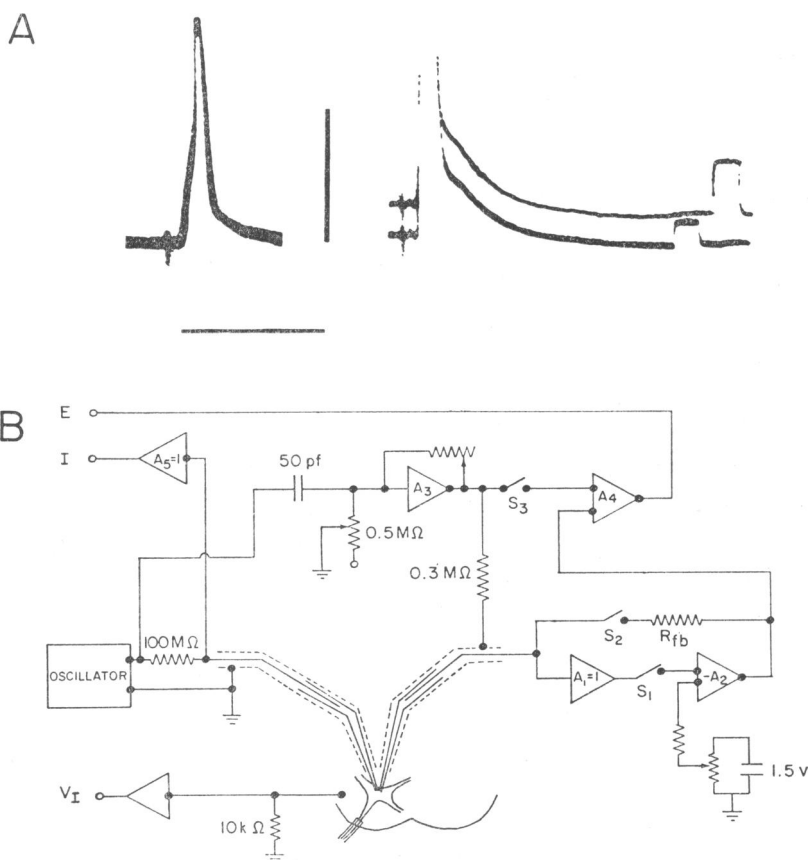 A
B
E
I
A5=1
50 pf
A3
S3
A4
0.5MΩ
0.3MΩ
100MΩ
S2
Rfb
OSCILLATOR
A1=1
S1
-A2
1.5 v
VI
10kΩ